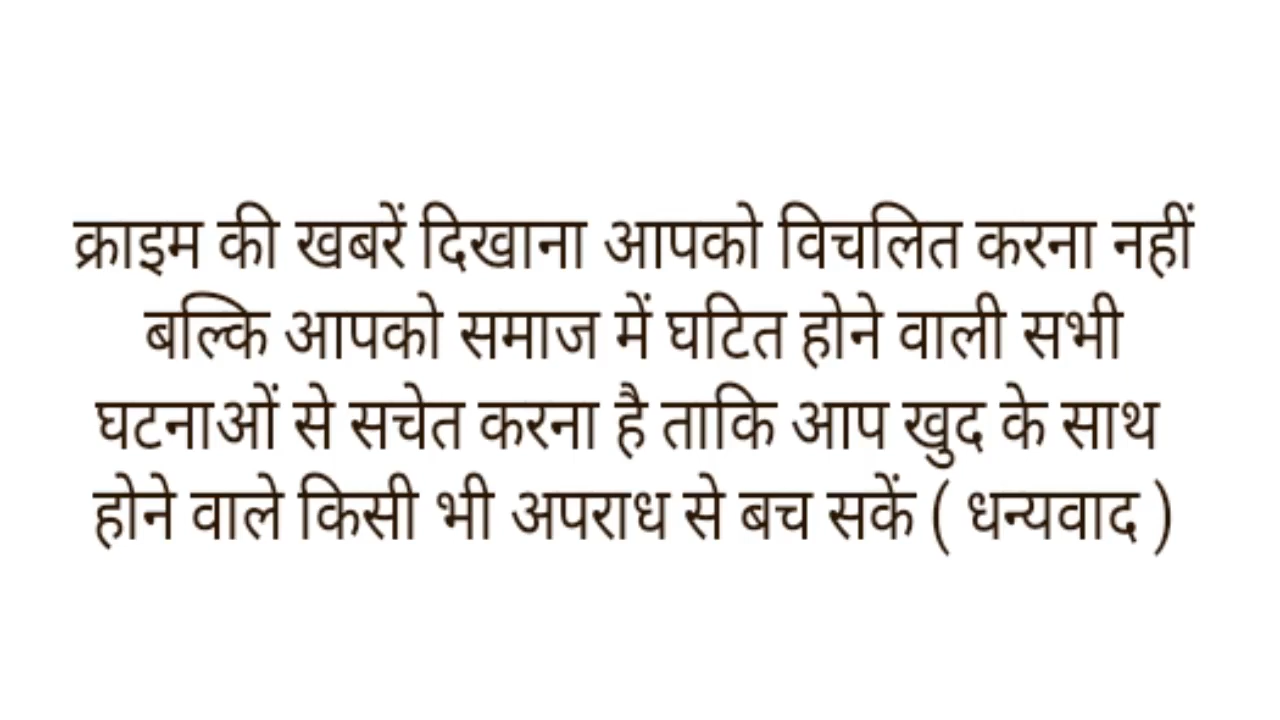 क्राइम की खबरें दिखाना आपको विचलित करना नहीं
बल्कि आपको समाज में घटित होने वाली सभी
घटनाओं से सचेत करना है ताकि आप खुद के साथ
होने वाले किसी भी अपराध से बच सकें ( धन्यवाद )